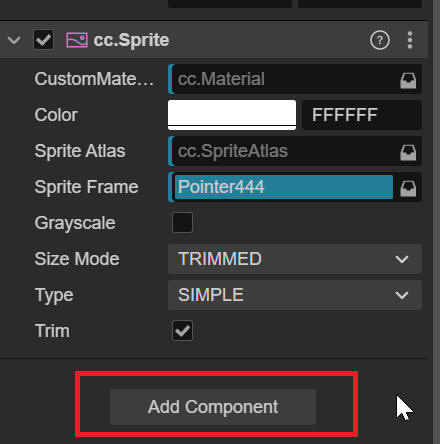 cc.Sprite
CustomMate... cc.Material
Color FFFFFF
Sprite Atlas cc.SpriteAtlas
Sprite Frame Pointer444
Grayscale
Size Mode TRIMMED
Type SIMPLE
Trim
Add Component